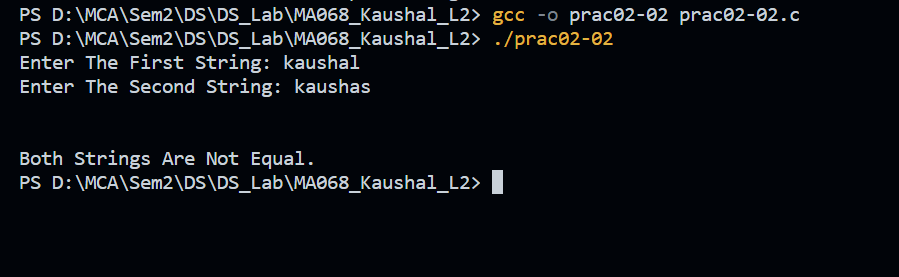 PS D:\MCA\Sem2\DS\DS_Lab\MA068_Kaushal_L2> gcc -o prac02-02 prac02-02.c
PS D:\MCA\Sem2\DS\DS_Lab\MA068_Kaushal_L2> ./prac02-02
Enter The First String: kaushal
Enter The Second String: kaushas
Both Strings Are Not Equal.
PS D:\MCA\Sem2\DS\DS_Lab\MA068_Kaushal_L2>